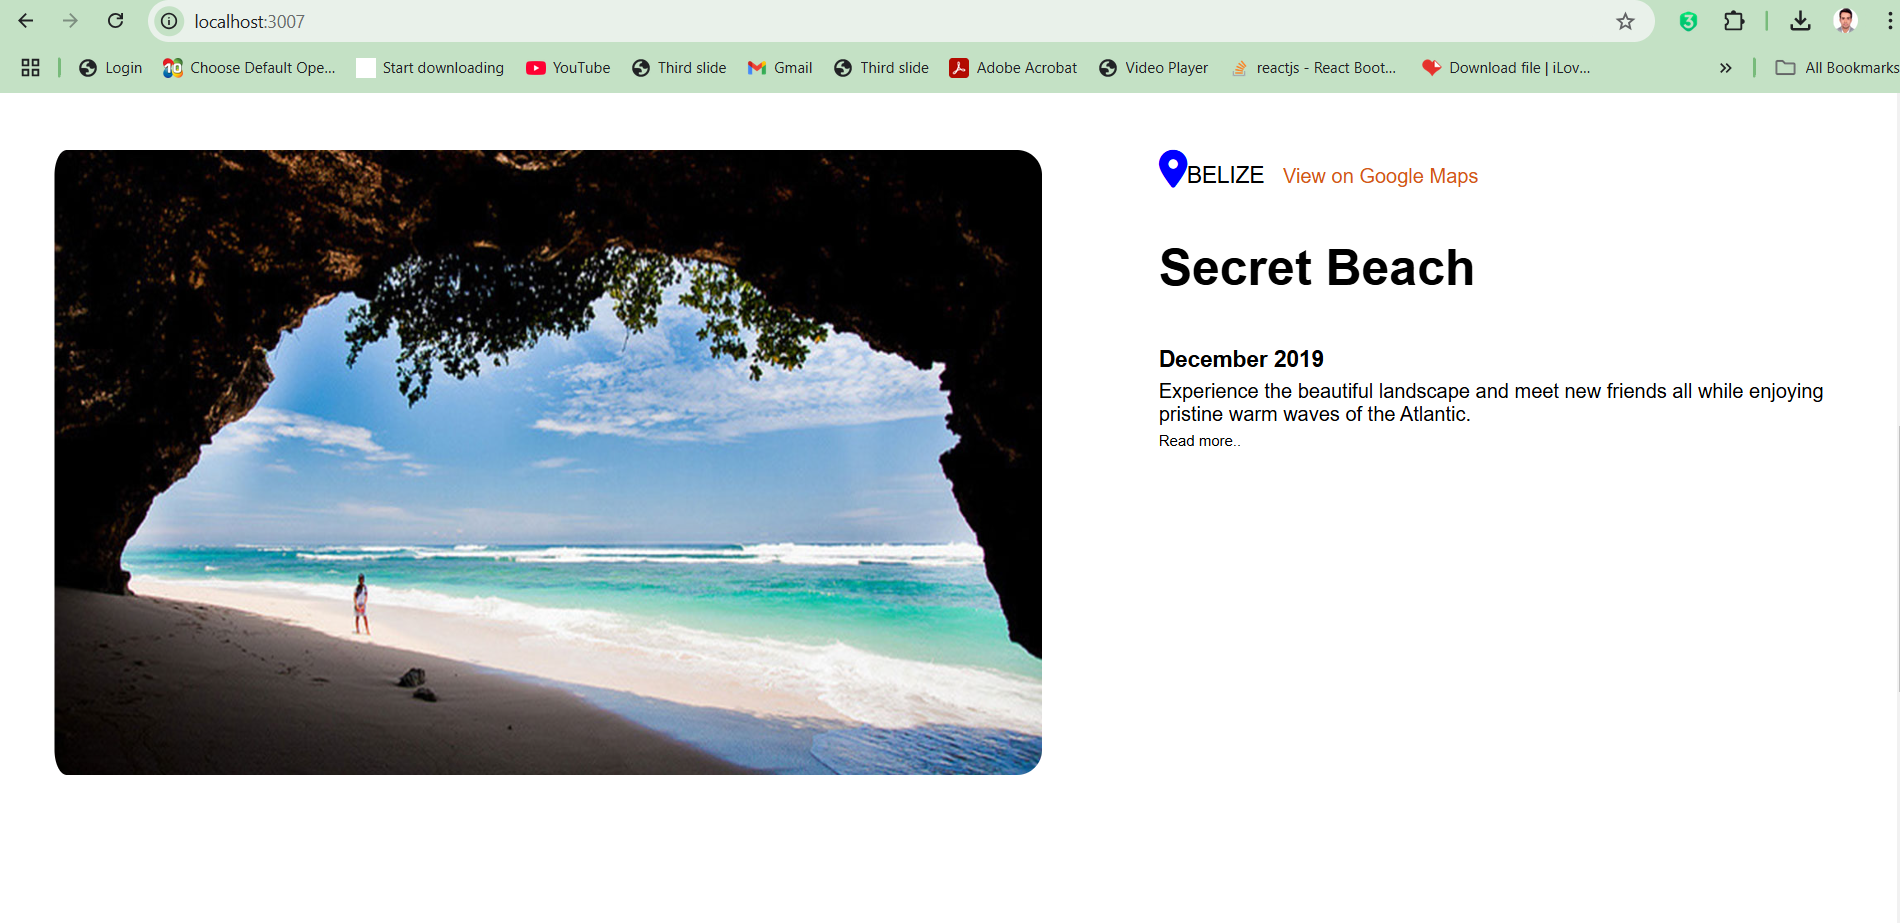 localhost:3007
Login Choose Default Ope... Start downloading YouTube Third slide Gmail Third slide Adobe Acrobat Video Player reactjs - React Boot... Download file | iLov... » All Bookmarks
BELIZE View on Google Maps
Secret Beach
December 2019
Experience the beautiful landscape and meet new friends all while enjoying
pristine warm waves of the Atlantic.
Read more..